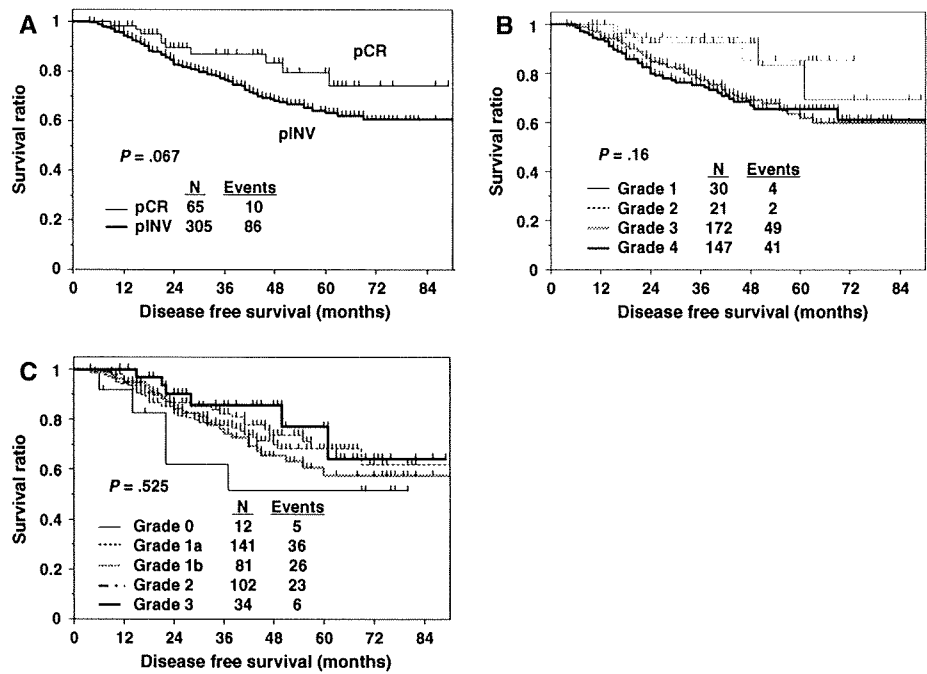 A
1
0.8
0.6
0.4
0.2
0
Survival ratio
pCR
pINV
P = .067
N Events
pCR 65 10
pINV 305 86
0 12 24 36 48 60 72 84
Disease free survival (months)
B
1
0.8
0.6
0.4
0.2
0
Survival ratio
P = .16
N Events
Grade 1 30 4
Grade 2 21 2
Grade 3 172 49
Grade 4 147 41
0 12 24 36 48 60 72 84
Disease free survival (months)
C
1
0.8
0.6
0.4
0.2
0
Survival ratio
P = .525
N Events
Grade 0 12 5
Grade 1a 141 36
Grade 1b 81 26
Grade 2 102 23
Grade 3 34 6
0 12 24 36 48 60 72 84
Disease free survival (months)